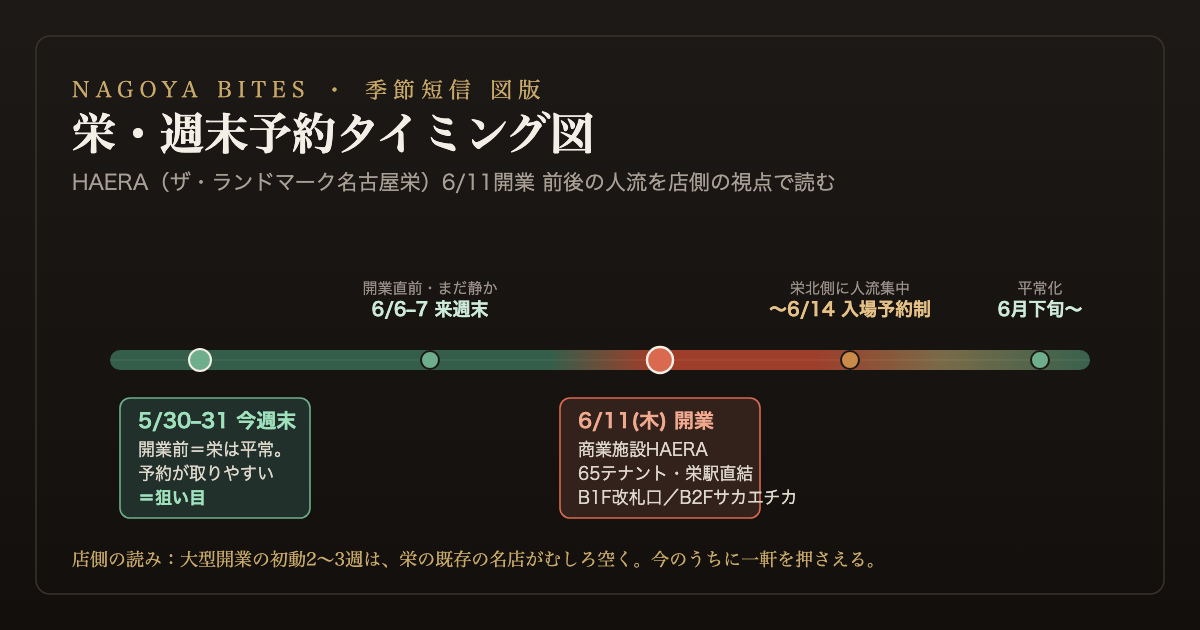 NAGOYA BITES ・ 季節短信 図版
栄・週末予約タイミング図
HAERA（ザ・ランドマーク名古屋栄）6/11開業 前後の人流を店側の視点で読む
開業直前・まだ静か
6/6–7 来週末
栄北側に人流集中
〜6/14 入場予約制
平常化
6月下旬〜
5/30–31 今週末
開業前＝栄は平常。
予約が取りやすい
＝狙い目
6/11(木) 開業
商業施設HAERA
65テナント・栄駅直結
B1F改札口／B2Fサカエチカ
店側の読み：大型開業の初動2〜3週は、栄の既存の名店がむしろ空く。今のうちに一軒を押さえる。